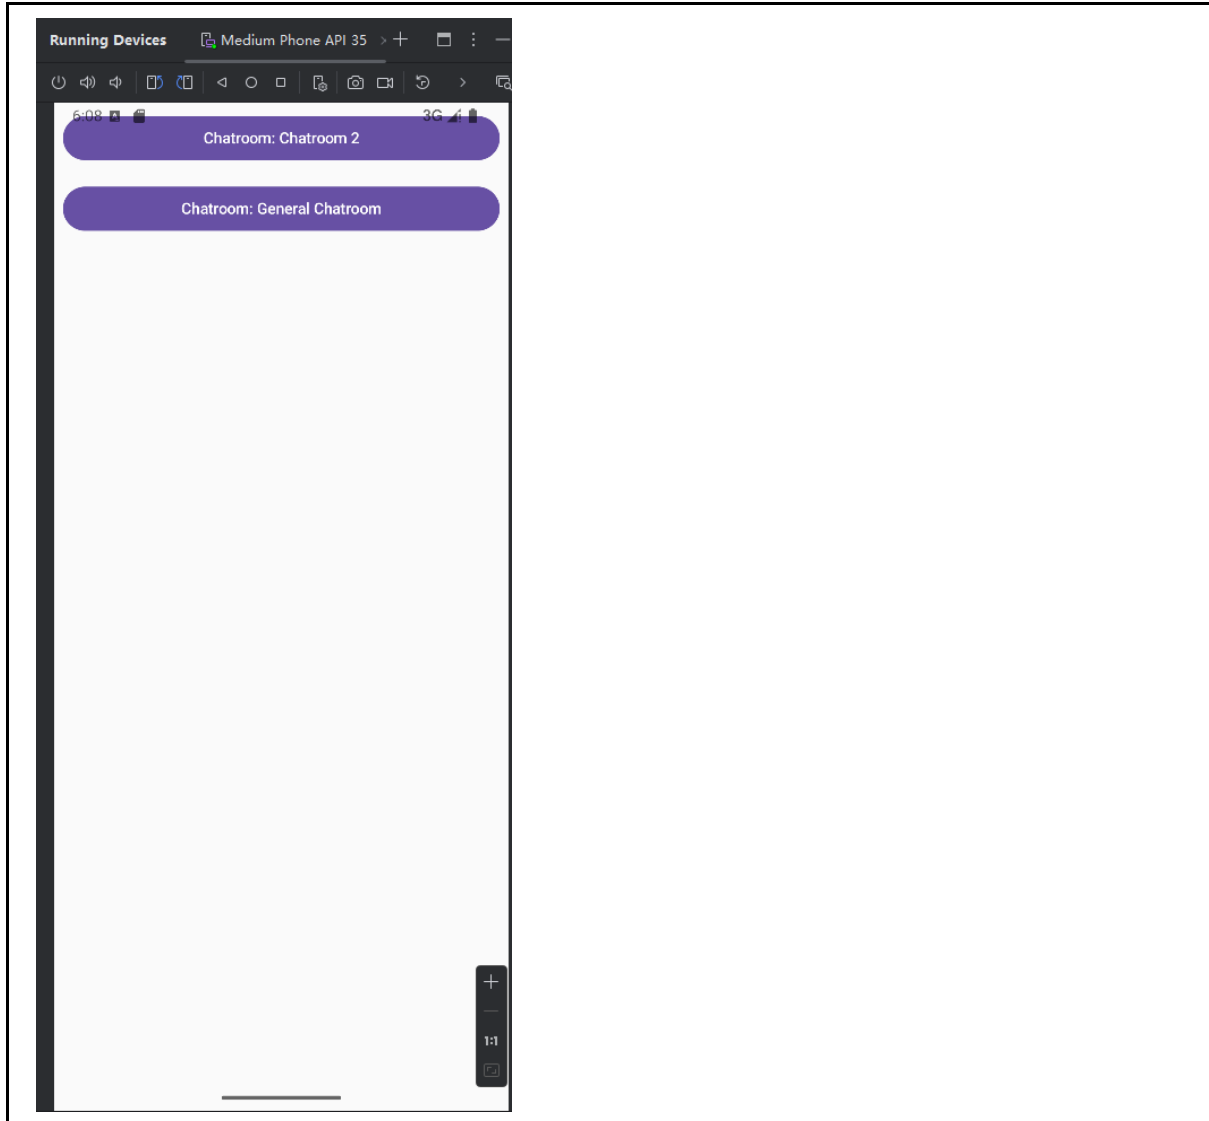 Running Devices Medium Phone API 35
6:08 3G
Chatroom: Chatroom 2
Chatroom: General Chatroom
1:1